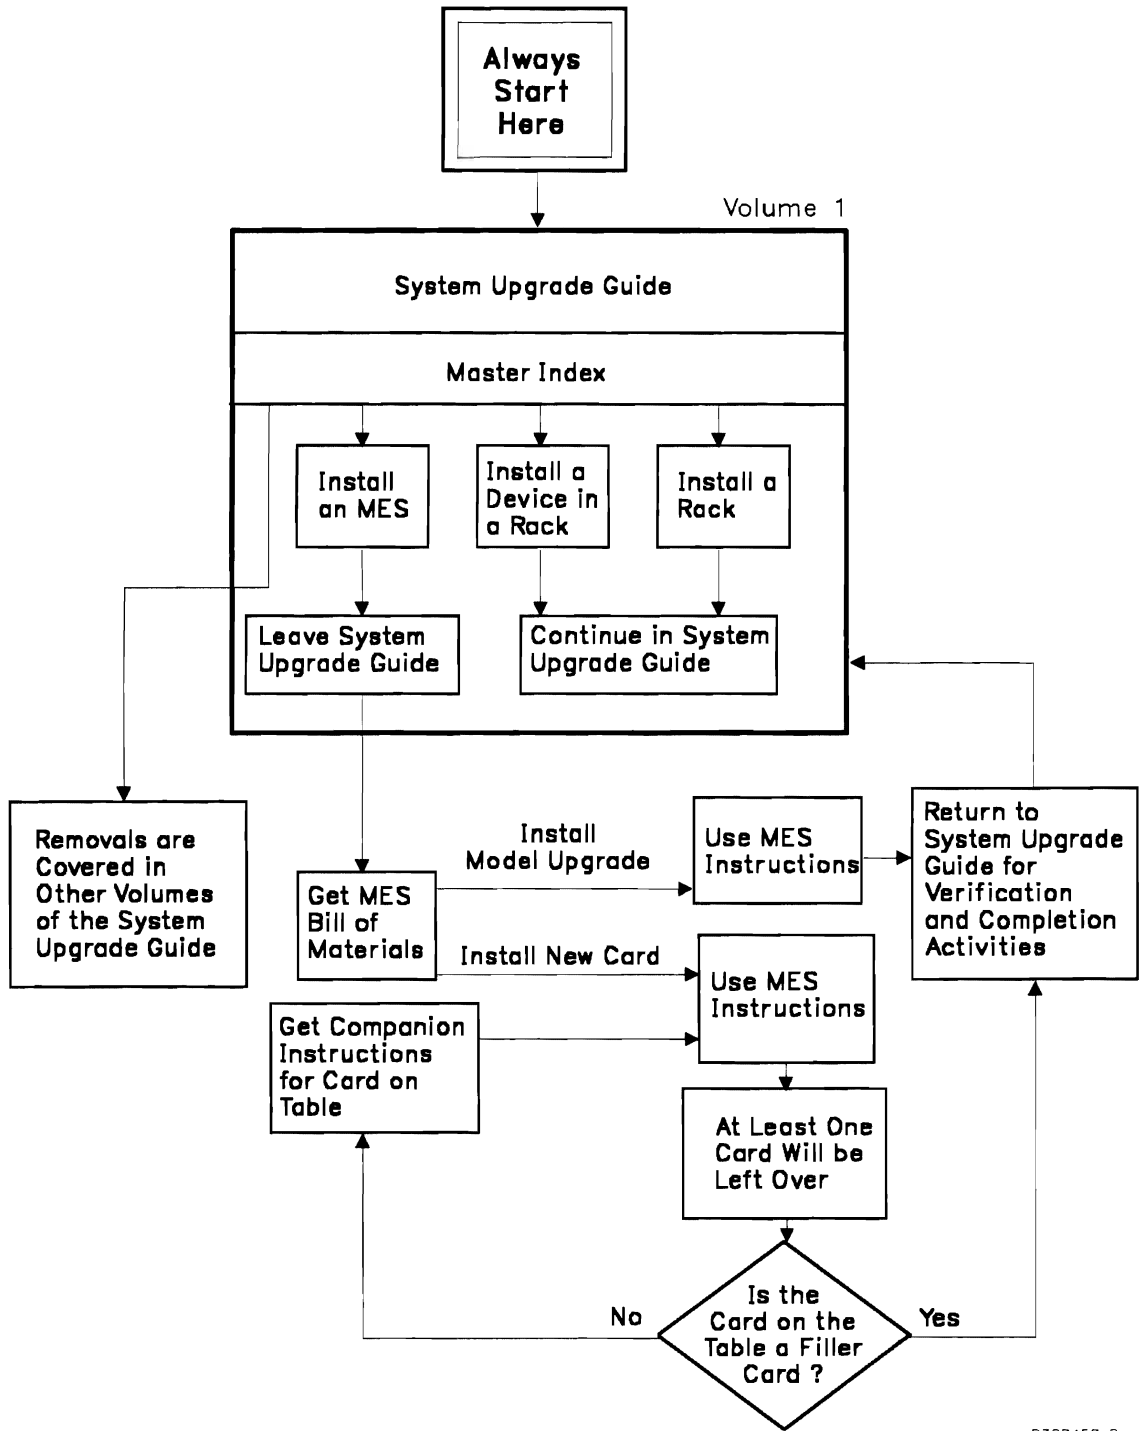 Always
Start
Here
Volume 1
System Upgrade Guide
Master Index
Install
an MES
Install a
Device in
a Rack
Install a
Rack
Leave System
Upgrade Guide
Continue in System
Upgrade Guide
Removals are
Covered in
Other Volumes
of the System
Upgrade Guide
Get MES
Bill of
Materials
Install
Model Upgrade
Use MES
Instructions
Return to
System Upgrade
Guide for
Verification
and Completion
Activities
Install New Card
Use MES
Instructions
Get Companion
Instructions
for Card on
Table
At Least One
Card Will be
Left Over
Is the
Card on the
Table a Filler
Card ?
No
Yes